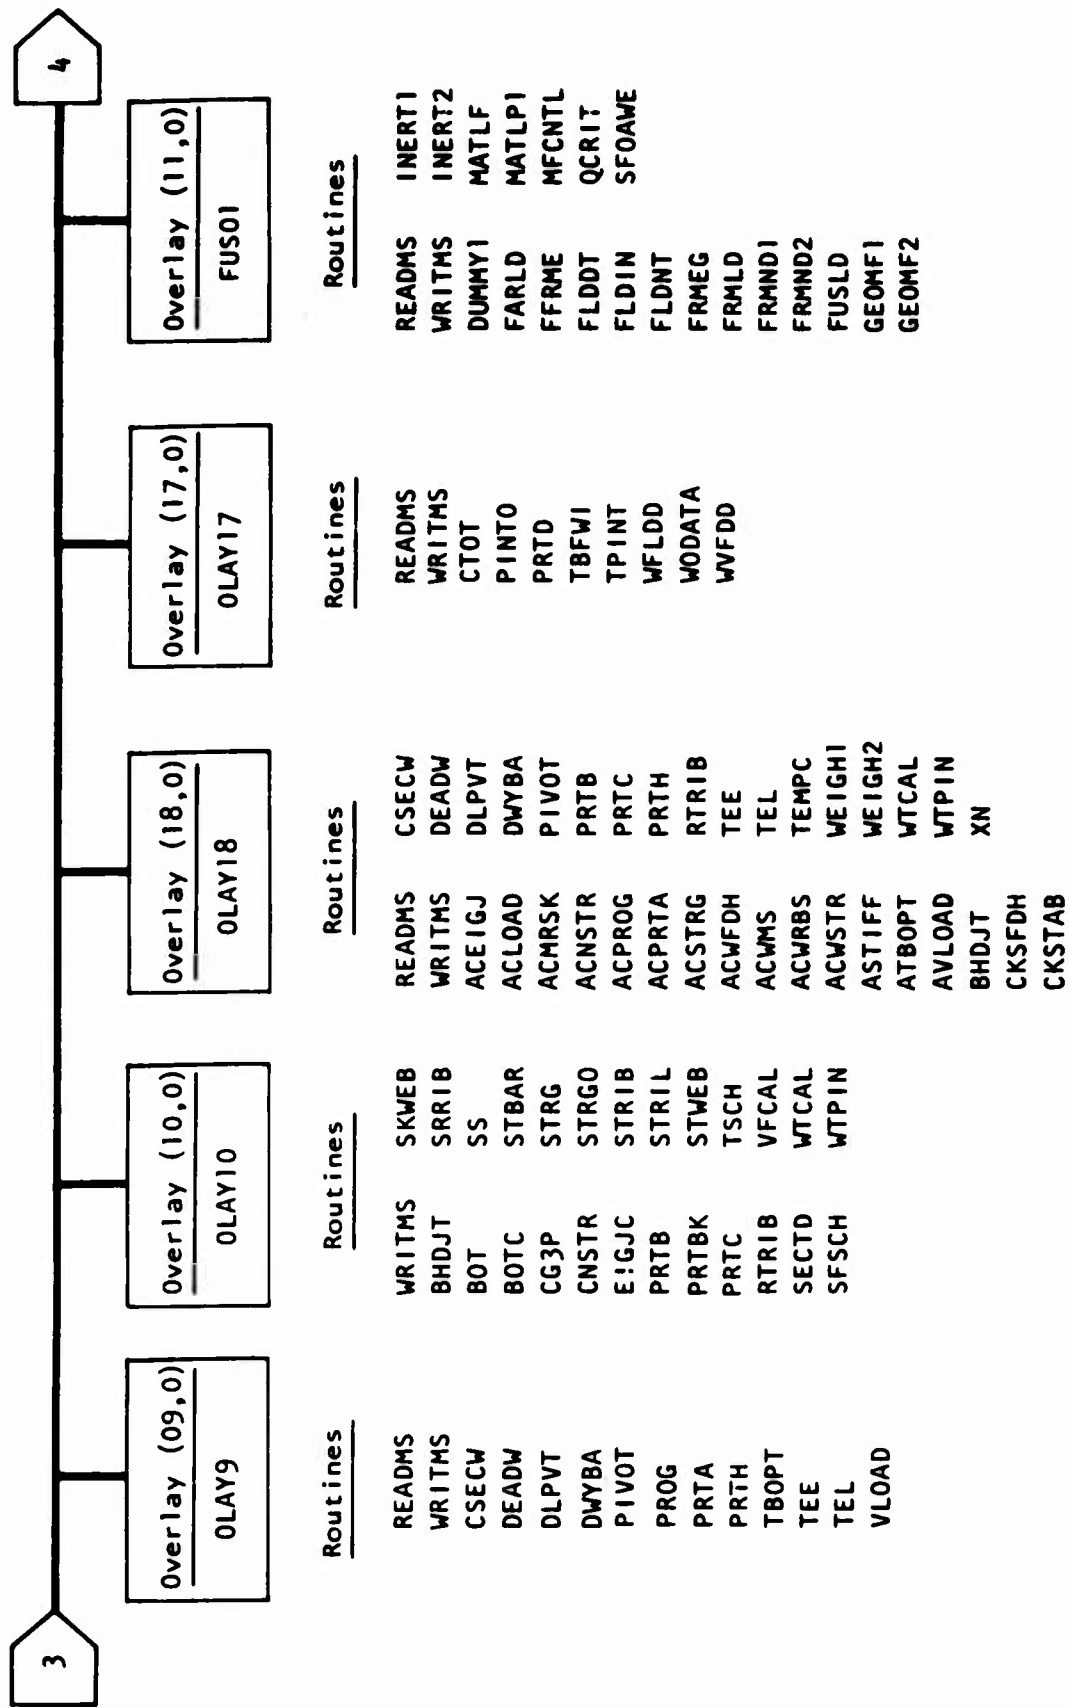 3
4
Overlay (09,0)
OLAY9
Routines
READMS
WRITMS
CSECW
DEADW
DLPVT
DWYBA
PIVOT
PROG
PRTA
PRTH
TBOPT
TEE
TEL
VLOAD
Overlay (10,0)
OLAY10
Routines
WRITMS SKWEB
BHDJT SRRIB
BOT SS
BOTC STBAR
CG3P STRG
CNSTR STRGO
E!GJC STRIB
PRTB STRIL
PRTBK STWEB
PRTC TSCH
RTRIB VFCAL
SECTD WTCAL
SFSCH WTPIN
Overlay (18,0)
OLAY18
Routines
READMS CSECW
WRITMS DEADW
ACEIGJ DLPVT
ACLOAD DWYBA
ACMRSK PIVOT
ACNSTR PRTB
ACPROG PRTC
ACPRTA PRTH
ACSTRG RTRIB
ACWFDH TEE
ACWMS TEL
ACWRBS TEMPC
ACWSTR WEIGH1
ASTIFF WEIGH2
ATBOPT WTCAL
AVLOAD WTPIN
BHDJT XN
CKSFDH
CKSTAB
Overlay (17,0)
OLAY17
Routines
READMS
WRITMS
CTOT
PINTO
PRTD
TBFWI
TPINT
WFLDD
WODATA
WVFDD
Overlay (11,0)
FUS01
Routines
READMS INERT1
WRITMS INERT2
DUMMY1 MATLF
FARLD MATLP1
FFRME MFCNTL
FLDDT QCRIT
FLDIN SFOAWE
FLDNT
FRMEG
FRMLD
FRMND1
FRMND2
FUSLD
GEOMF1
GEOMF2